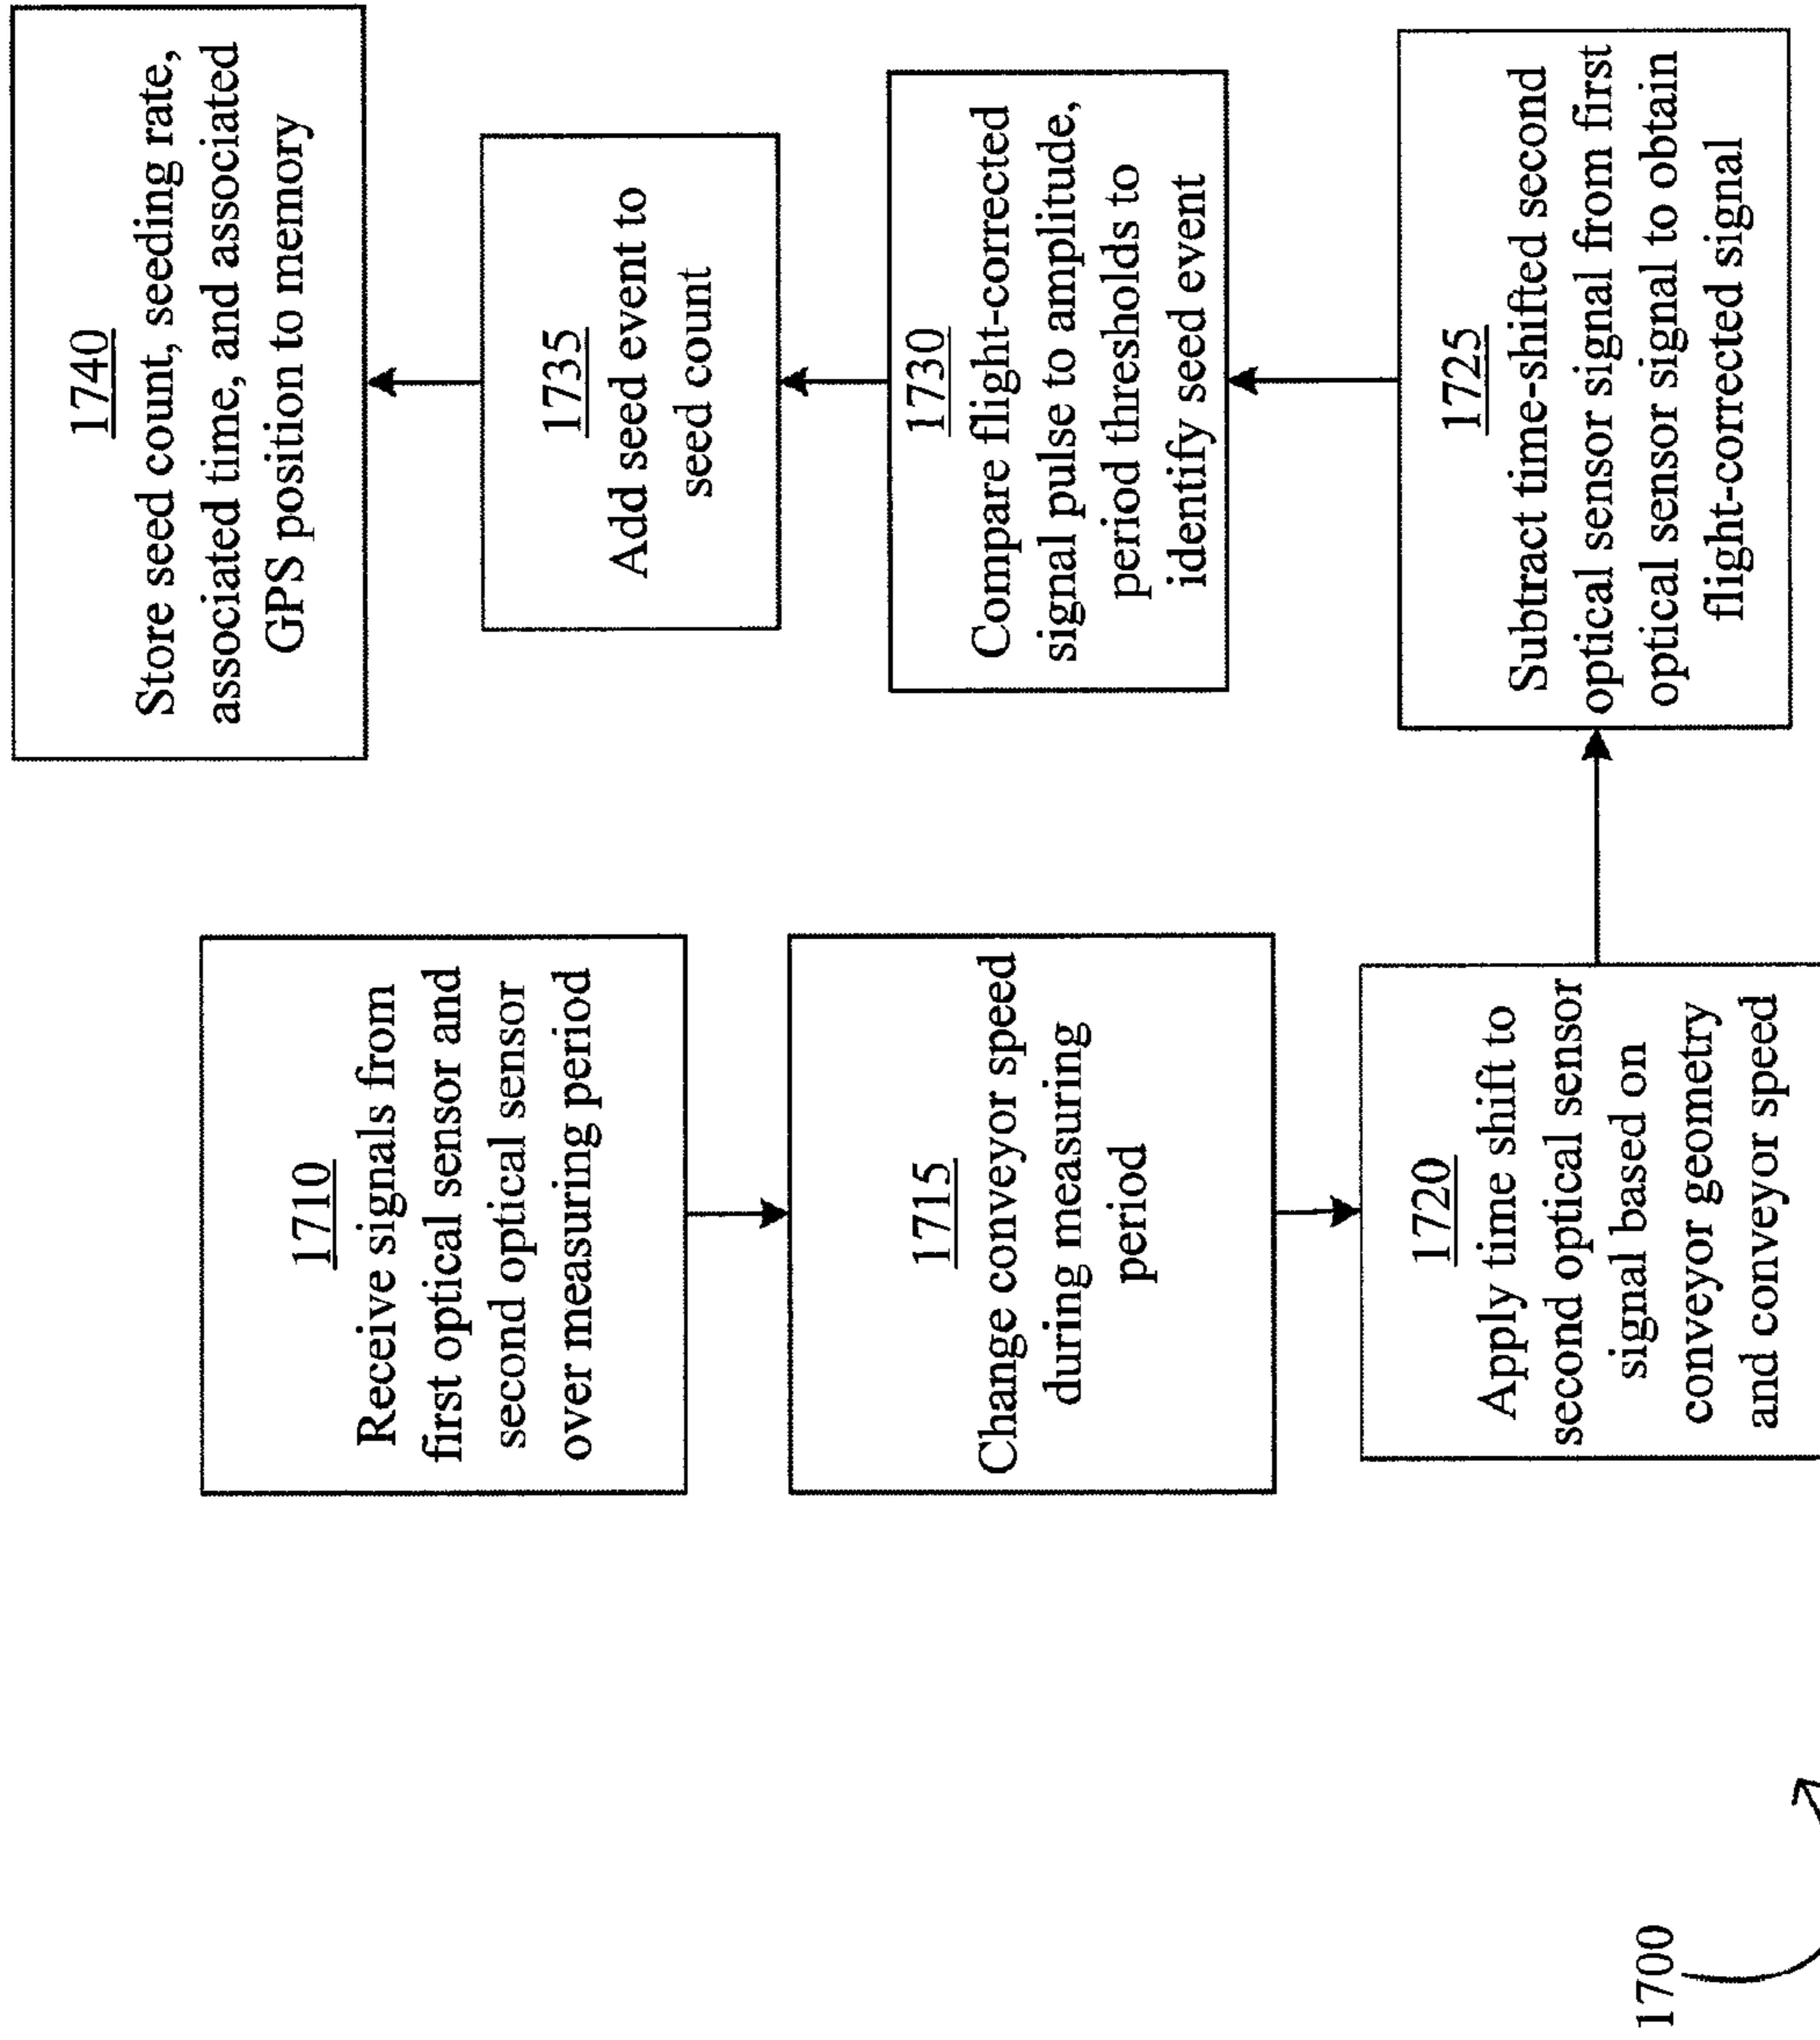 1710
Receive signals from
first optical sensor and
second optical sensor
over measuring period
1715
Change conveyor speed
during measuring
period
1720
Apply time shift to
second optical sensor
signal based on
conveyor geometry
and conveyor speed
1725
Subtract time-shifted second
optical sensor signal from first
optical sensor signal to obtain
flight-corrected signal
1730
Compare flight-corrected
signal pulse to amplitude,
period thresholds to
identify seed event
1735
Add seed event to
seed count
1740
Store seed count, seeding rate,
associated time, and associated
GPS position to memory
1700